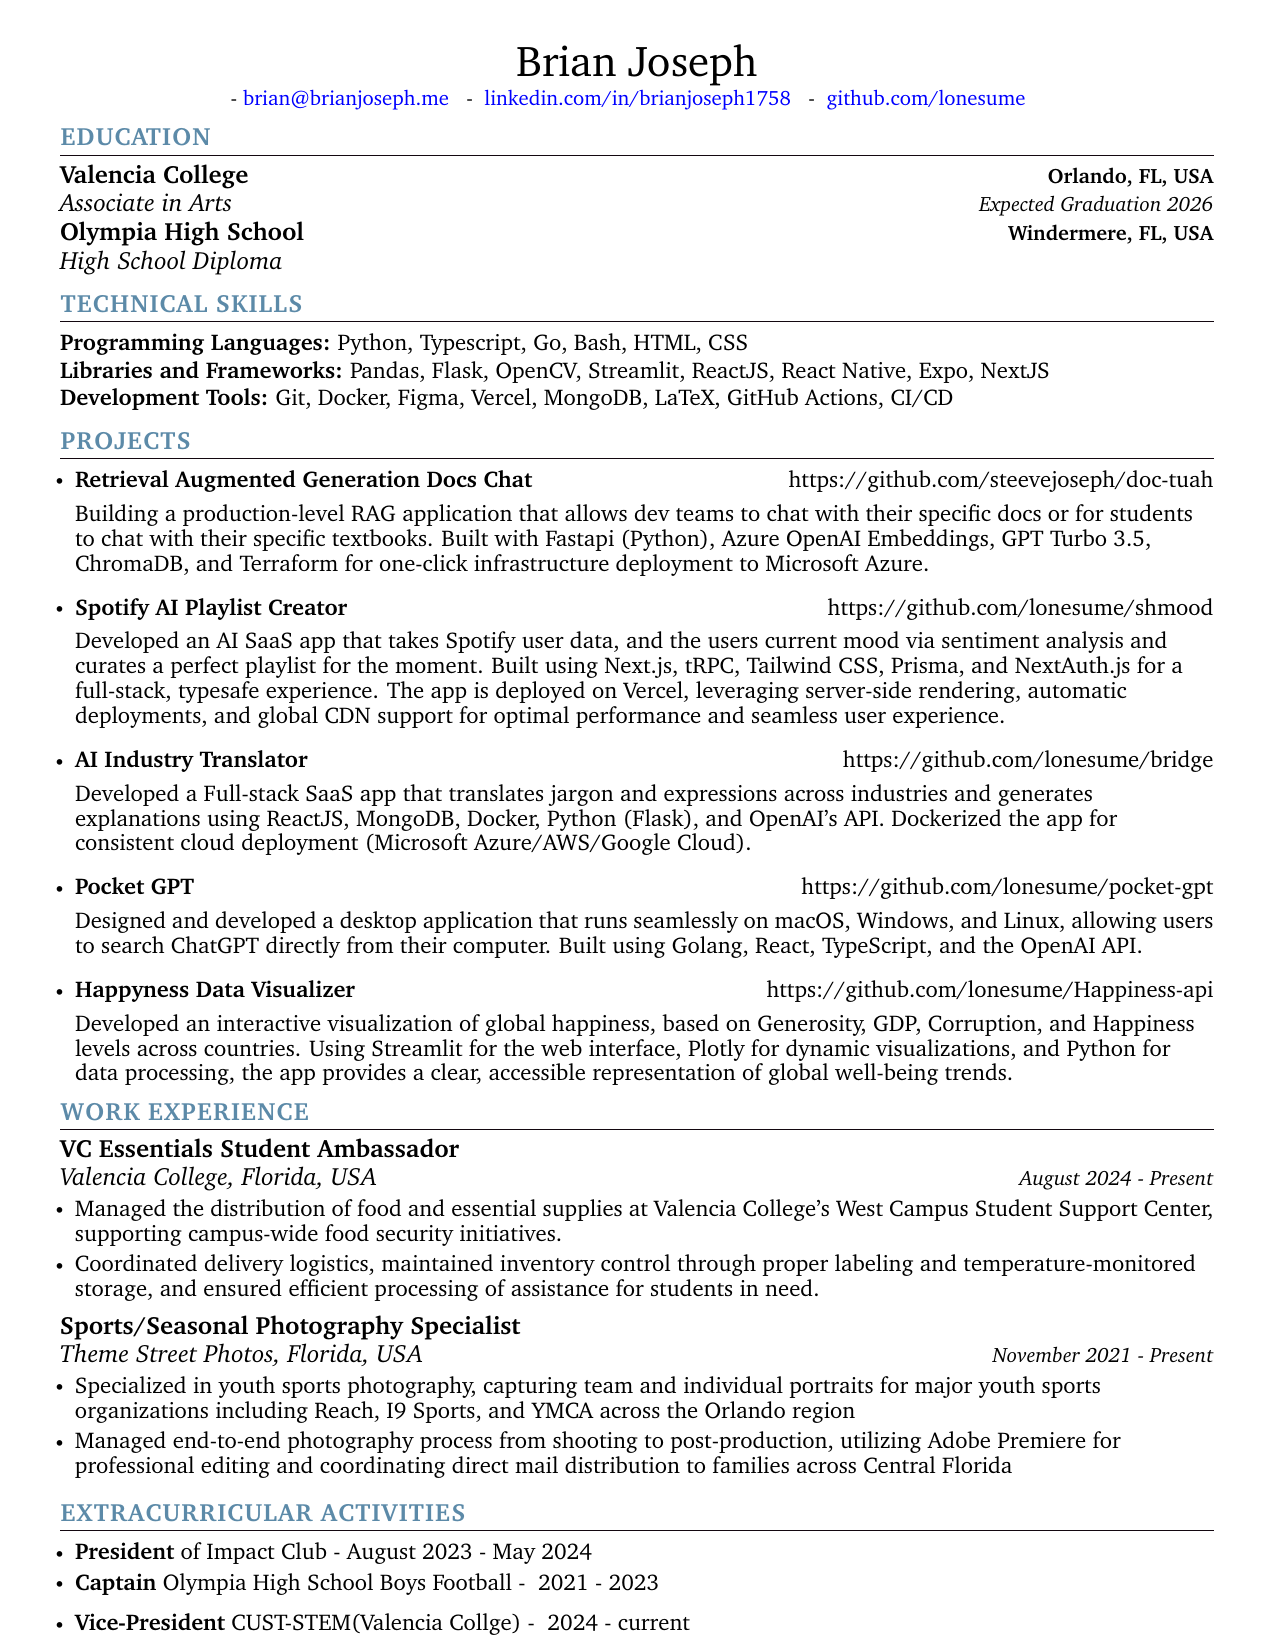 Brian Joseph
- brian@brianjoseph.me - linkedin.com/in/brianjoseph1758 - github.com/lonesume
EDUCATION
Valencia College Orlando, FL, USA
Associate in Arts Expected Graduation 2026
Olympia High School Windermere, FL, USA
High School Diploma
TECHNICAL SKILLS
Programming Languages: Python, Typescript, Go, Bash, HTML, CSS
Libraries and Frameworks: Pandas, Flask, OpenCV, Streamlit, ReactJS, React Native, Expo, NextJS
Development Tools: Git, Docker, Figma, Vercel, MongoDB, LaTeX, GitHub Actions, CI/CD
PROJECTS
• Retrieval Augmented Generation Docs Chat https://github.com/steevejoseph/doc-tuah
Building a production-level RAG application that allows dev teams to chat with their specific docs or for students
to chat with their specific textbooks. Built with Fastapi (Python), Azure OpenAI Embeddings, GPT Turbo 3.5,
ChromaDB, and Terraform for one-click infrastructure deployment to Microsoft Azure.
• Spotify AI Playlist Creator https://github.com/lonesume/shmood
Developed an AI SaaS app that takes Spotify user data, and the users current mood via sentiment analysis and
curates a perfect playlist for the moment. Built using Next.js, tRPC, Tailwind CSS, Prisma, and NextAuth.js for a
full-stack, typesafe experience. The app is deployed on Vercel, leveraging server-side rendering, automatic
deployments, and global CDN support for optimal performance and seamless user experience.
• AI Industry Translator https://github.com/lonesume/bridge
Developed a Full-stack SaaS app that translates jargon and expressions across industries and generates
explanations using ReactJS, MongoDB, Docker, Python (Flask), and OpenAI's API. Dockerized the app for
consistent cloud deployment (Microsoft Azure/AWS/Google Cloud).
• Pocket GPT https://github.com/lonesume/pocket-gpt
Designed and developed a desktop application that runs seamlessly on macOS, Windows, and Linux, allowing users
to search ChatGPT directly from their computer. Built using Golang, React, TypeScript, and the OpenAI API.
• Happyness Data Visualizer https://github.com/lonesume/Happiness-api
Developed an interactive visualization of global happiness, based on Generosity, GDP, Corruption, and Happiness
levels across countries. Using Streamlit for the web interface, Plotly for dynamic visualizations, and Python for
data processing, the app provides a clear, accessible representation of global well-being trends.
WORK EXPERIENCE
VC Essentials Student Ambassador
Valencia College, Florida, USA August 2024 - Present
• Managed the distribution of food and essential supplies at Valencia College's West Campus Student Support Center,
supporting campus-wide food security initiatives.
• Coordinated delivery logistics, maintained inventory control through proper labeling and temperature-monitored
storage, and ensured efficient processing of assistance for students in need.
Sports/Seasonal Photography Specialist
Theme Street Photos, Florida, USA November 2021 - Present
• Specialized in youth sports photography, capturing team and individual portraits for major youth sports
organizations including Reach, I9 Sports, and YMCA across the Orlando region
• Managed end-to-end photography process from shooting to post-production, utilizing Adobe Premiere for
professional editing and coordinating direct mail distribution to families across Central Florida
EXTRACURRICULAR ACTIVITIES
• President of Impact Club - August 2023 - May 2024
• Captain Olympia High School Boys Football - 2021 - 2023
• Vice-President CUST-STEM(Valencia Collge) - 2024 - current